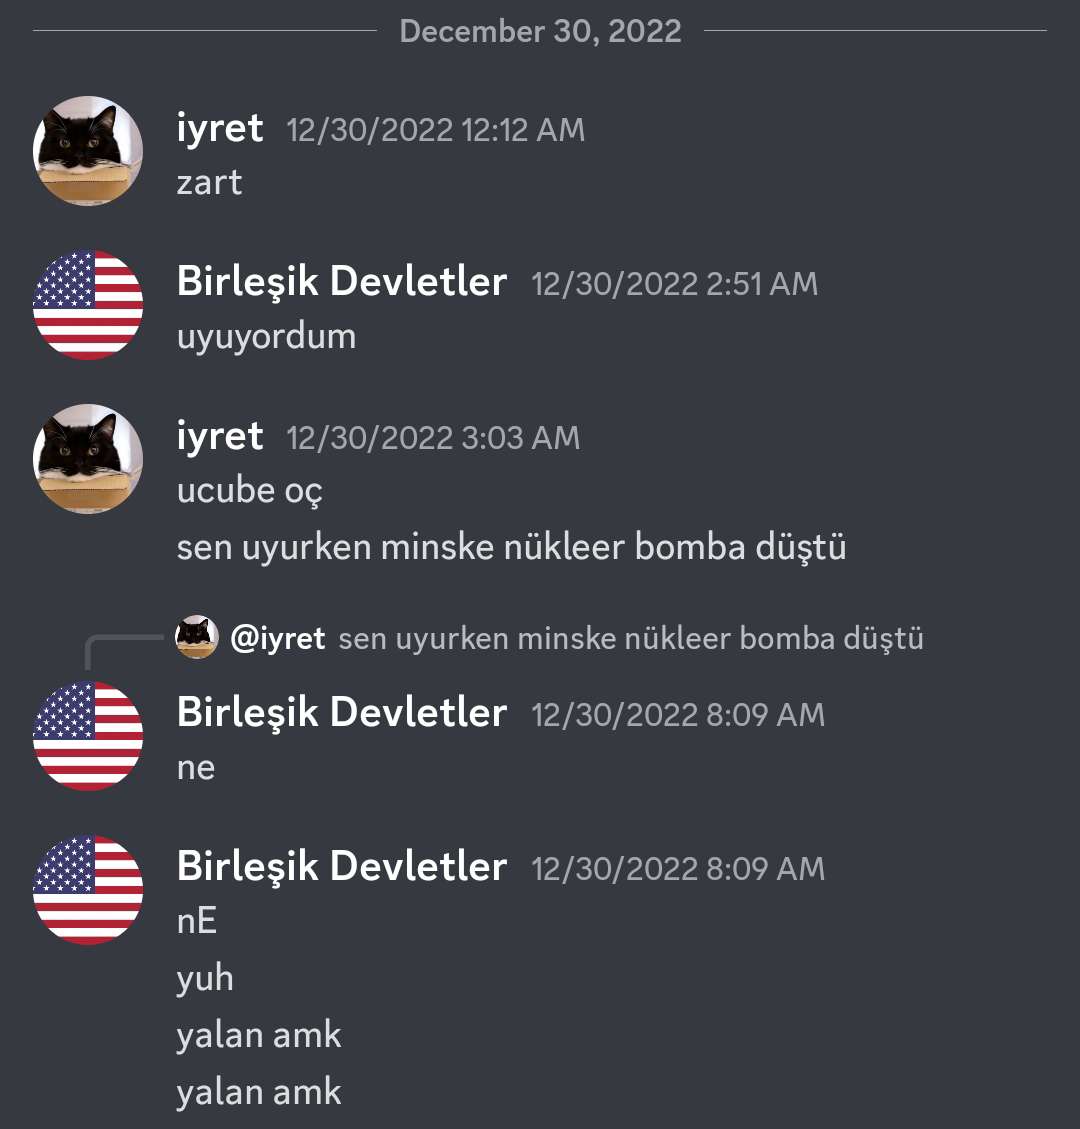 December 30, 2022
iyret 12/30/2022 12:12 AM
zart
Birleşik Devletler 12/30/2022 2:51 AM
uyuyordum
iyret 12/30/2022 3:03 AM
ucube oç
sen uyurken minske nükleer bomba düştü
@iyret sen uyurken minske nükleer bomba düştü
Birleşik Devletler 12/30/2022 8:09 AM
ne
Birleşik Devletler 12/30/2022 8:09 AM
nE
yuh
yalan amk
yalan amk